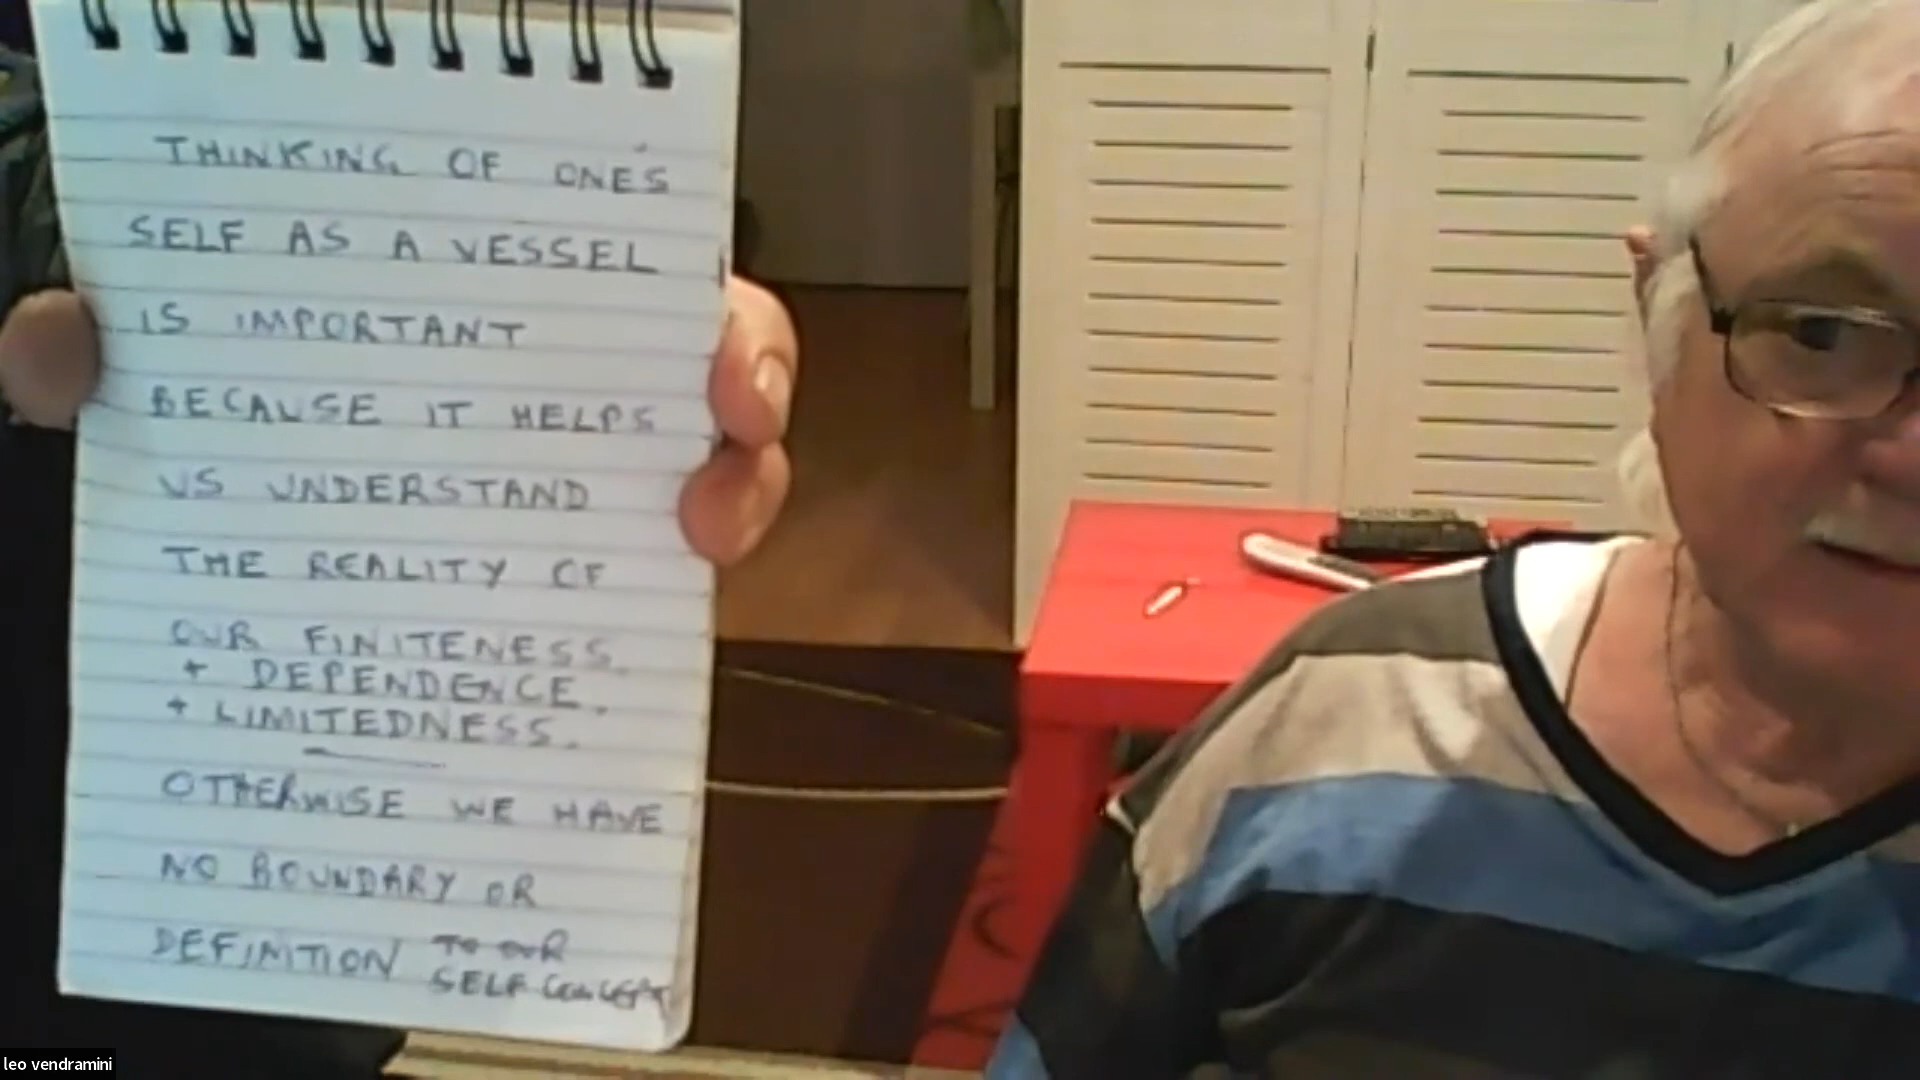 THINKING OF ONE'S
SELF AS A VESSEL
IS IMPORTANT
BECAUSE IT HELPS
US UNDERSTAND
THE REALITY OF
OUR FINITENESS.
+ DEPENDENCE.
+ LIMITEDNESS.
OTHERWISE WE HAVE
NO BOUNDARY OR
DEFINITION TO OUR
SELF CONCEPT
leo vendramini